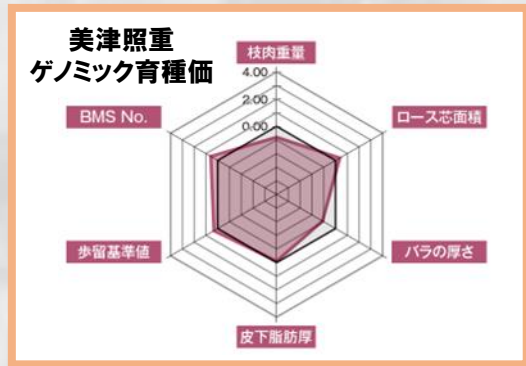 美津照重
ゲノミック育種価
枝肉重量
4.00
2.00
0.00
BMS No.
ロース芯面積
歩留基準値
バラの厚さ
皮下脂肪厚